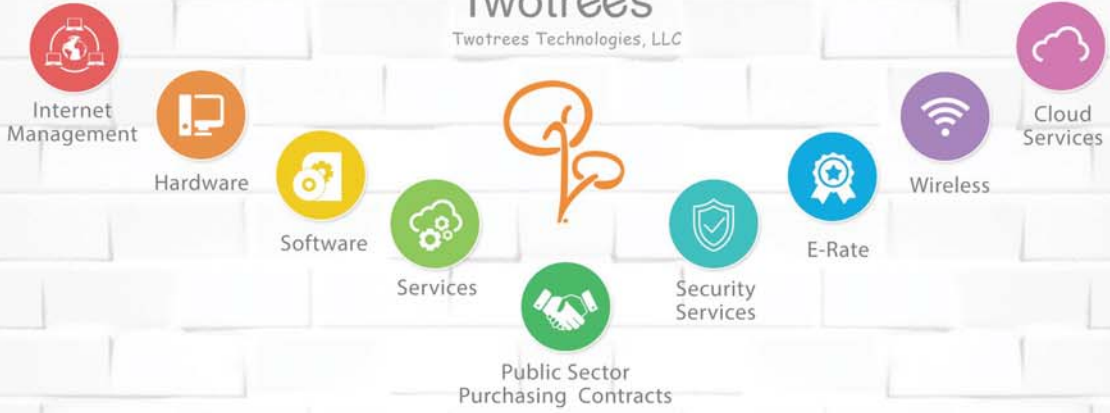 Twotrees
Twotrees Technologies, LLC
Internet
Management
Hardware
Software
Services
Public Sector
Purchasing Contracts
Security
Services
E-Rate
Wireless
Cloud
Services